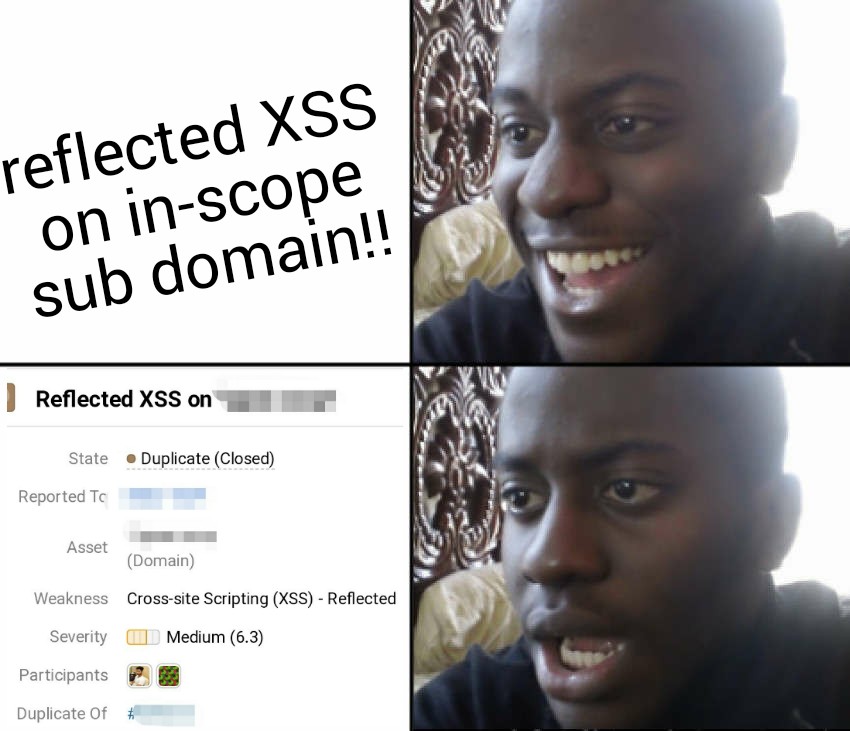 reflected XSS
on in-scope
sub domain!!
Reflected XSS on
State Duplicate (Closed)
Reported To
Asset
(Domain)
Weakness Cross-site Scripting (XSS) - Reflected
Severity Medium (6.3)
Participants
Duplicate Of #